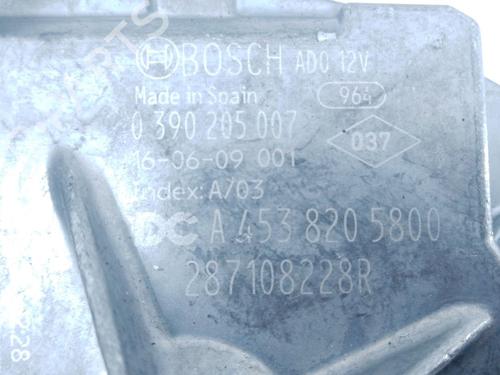 BOSCH ADO 12V
Made in Spain 964
0 390 205 007
037
16-06-09 001
Index: A/03
DC A 453 820 5800
287108228R